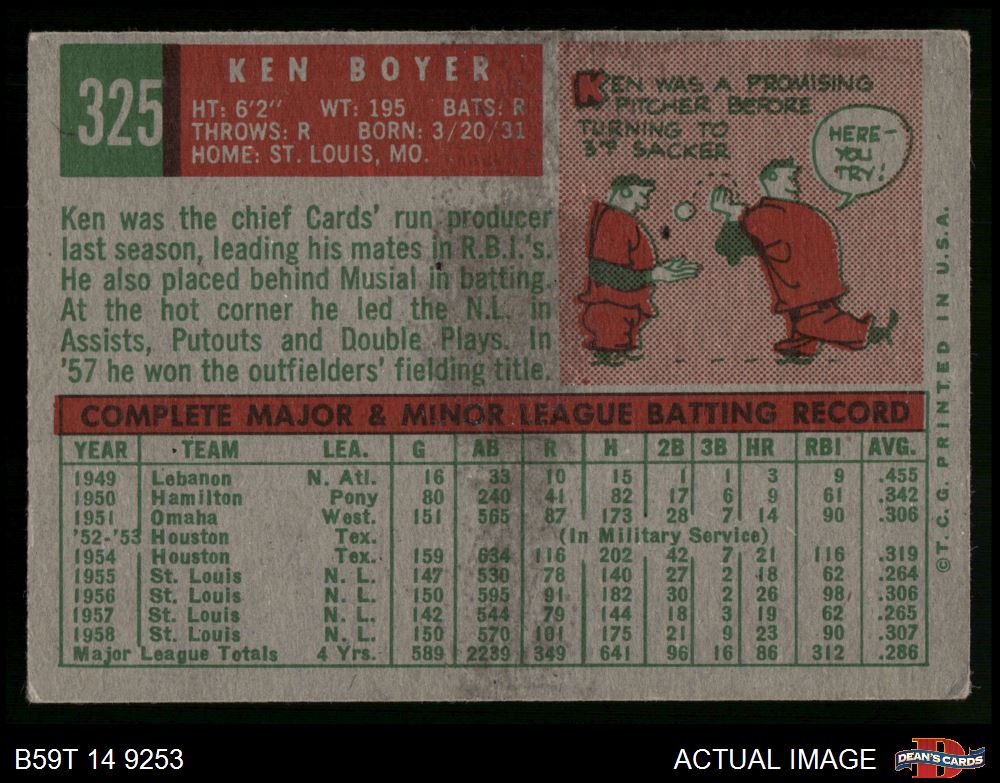 325
KEN BOYER
HT: 6'2" WT: 195 BATS: R
THROWS: R BORN: 3/20/31
HOME: ST. LOUIS, MO.
KEN WAS A PROMISING
PITCHER BEFORE
TURNING TO
3RD SACKER
HERE-
YOU
TRY!
Ken was the chief Cards' run producer
last season, leading his mates in R.B.I.'s.
He also placed behind Musial in batting.
At the hot corner he led the N.L. in
Assists, Putouts and Double Plays. In
'57 he won the outfielders' fielding title.
COMPLETE MAJOR & MINOR LEAGUE BATTING RECORD
YEAR TEAM LEA. G AB R H 2B 3B HR RBI AVG.
1949 Lebanon N. Atl. 16 33 10 15 1 1 3 9 .455
1950 Hamilton Pony 80 240 41 82 17 6 9 61 .342
1951 Omaha West. 151 565 87 173 28 7 14 90 .306
'52-'53 Houston Tex. (In Military Service)
1954 Houston Tex. 159 634 116 202 42 7 21 116 .319
1955 St. Louis N. L. 147 530 78 140 27 2 18 62 .264
1956 St. Louis N. L. 150 595 91 182 30 2 26 98 .306
1957 St. Louis N. L. 142 544 79 144 18 3 19 62 .265
1958 St. Louis N. L. 150 570 101 175 21 9 23 90 .307
Major League Totals 4 Yrs. 589 2239 349 641 96 16 86 312 .286
©T.C.G. PRINTED IN U.S.A.
B59T 14 9253
ACTUAL IMAGE
D
DEAN'S CARDS